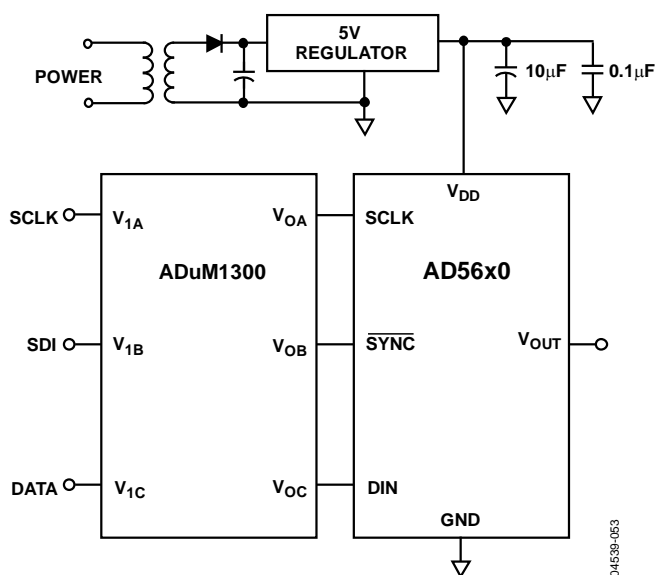 5V
REGULATOR
POWER
10µF
0.1µF
VDD
SCLK
V1A
VOA
SCLK
ADuM1300
AD56x0
SDI
V1B
VOB
SYNC
VOUT
DATA
V1C
VOC
DIN
GND
04539-053